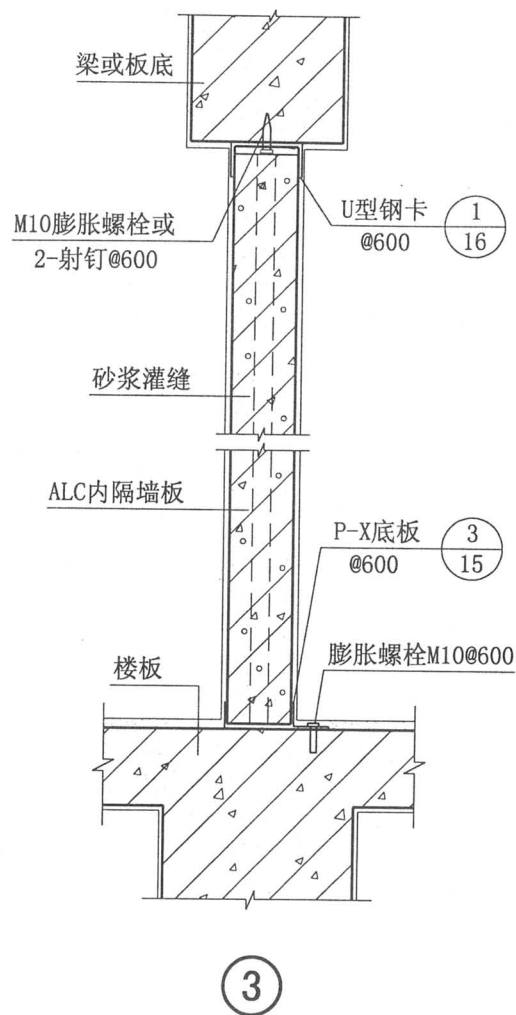 梁或板底
U型钢卡
@600
1
16
M10膨胀螺栓或
2-射钉@600
砂浆灌缝
ALC内隔墙板
P-X底板
@600
3
15
膨胀螺栓M10@600
楼板
3